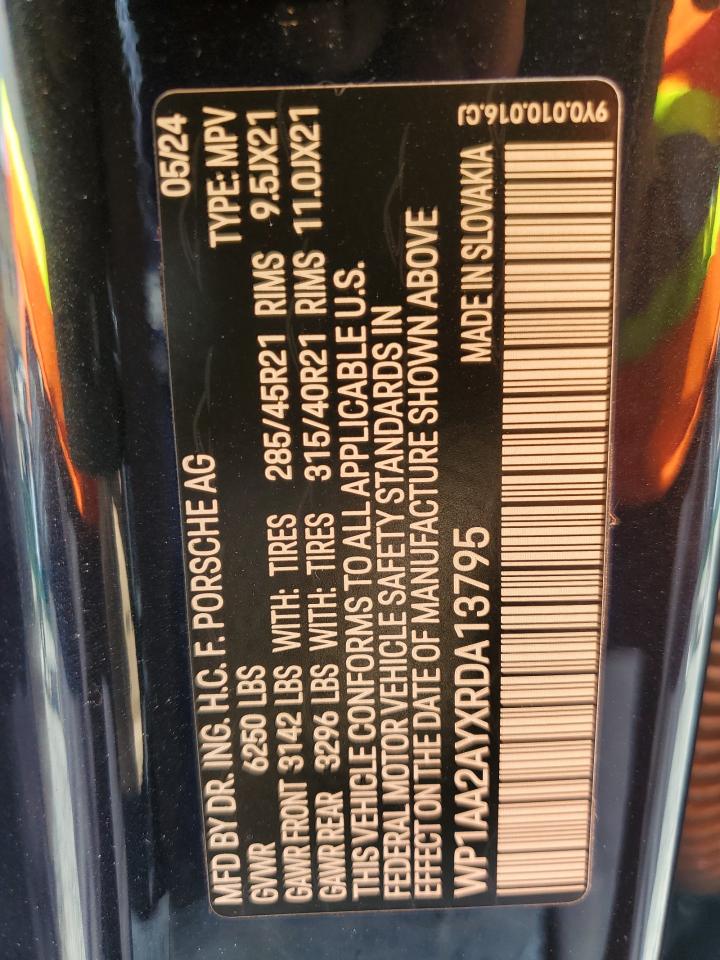 MFD BY DR. ING. H.C. F. PORSCHE AG 05/24
GVWR 6250 LBS TYPE: MPV
GAWR FRONT 3142 LBS WITH: TIRES 285/45R21 RIMS 9.5JX21
GAWR REAR 3296 LBS WITH: TIRES 315/40R21 RIMS 11.0JX21
THIS VEHICLE CONFORMS TO ALL APPLICABLE U.S.
FEDERAL MOTOR VEHICLE SAFETY STANDARDS IN
EFFECT ON THE DATE OF MANUFACTURE SHOWN ABOVE
WP1AA2AYXRDA13795 MADE IN SLOVAKIA
9Y0.010.016.CJ